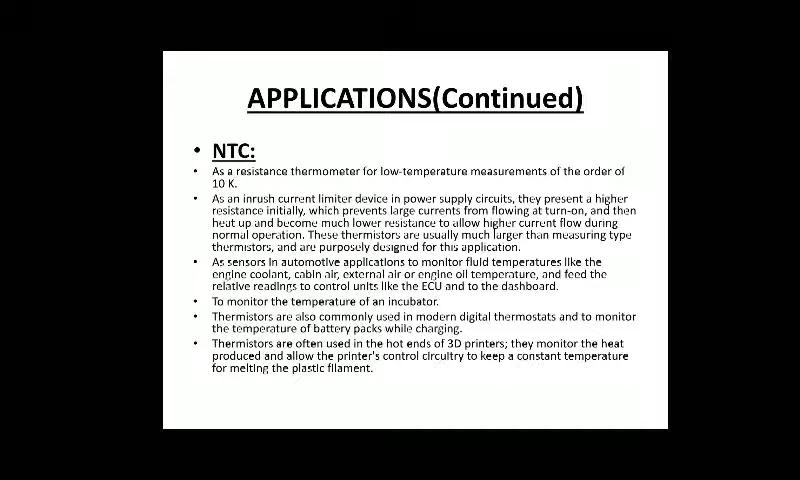 APPLICATIONS(Continued)
• NTC:
• As a resistance thermometer for low-temperature measurements of the order of
10 K.
• As an inrush current limiter device in power supply circuits, they present a higher
resistance initially, which prevents large currents from flowing at turn-on, and then
heat up and become much lower resistance to allow higher current flow during
normal operation. These thermistors are usually much larger than measuring type
thermistors, and are purposely designed for this application.
• As sensors in automotive applications to monitor fluid temperatures like the
engine coolant, cabin air, external air or engine oil temperature, and feed the
relative readings to control units like the ECU and to the dashboard.
• To monitor the temperature of an incubator.
• Thermistors are also commonly used in modern digital thermostats and to monitor
the temperature of battery packs while charging.
• Thermistors are often used in the hot ends of 3D printers; they monitor the heat
produced and allow the printer's control circuitry to keep a constant temperature
for melting the plastic filament.